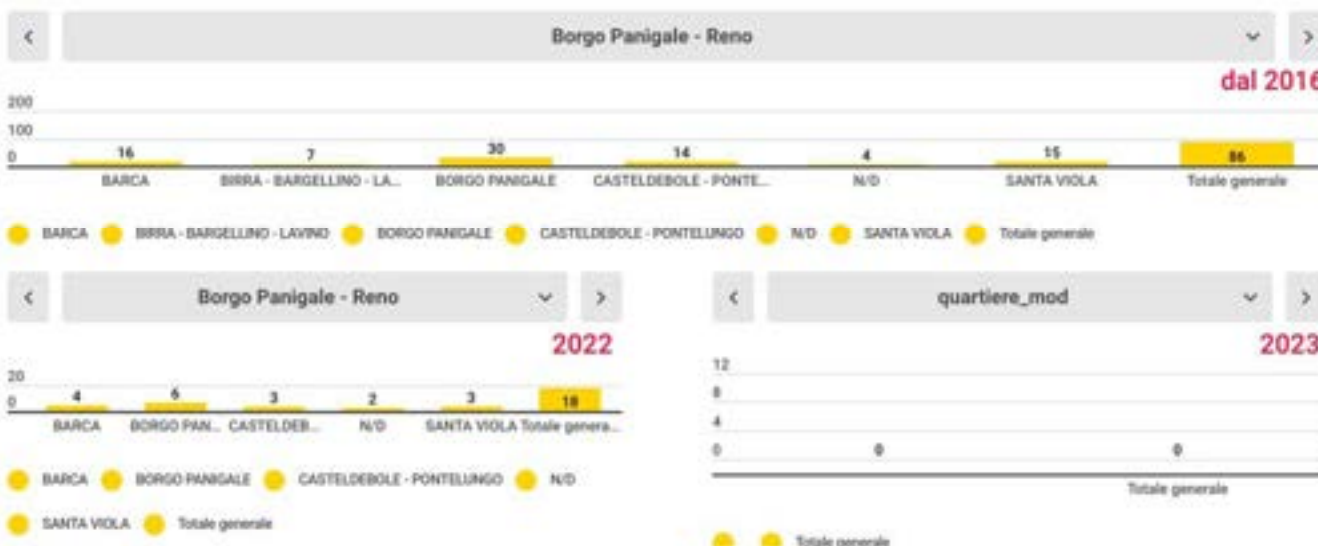 Borgo Panigale - Reno
dal 2016
200
100
0
16 7 30 14 4 15 86
BARCA BIRRA - BARGELLINO - LA... BORGO PANIGALE CASTELDEBOLE - PONTE... N/D SANTA VIOLA Totale generale
BARCA BIRRA - BARGELLINO - LAVINO BORGO PANIGALE CASTELDEBOLE - PONTELUNGO N/D SANTA VIOLA Totale generale
Borgo Panigale - Reno
2022
20
0
4 6 3 2 3 18
BARCA BORGO PAN... CASTELDEB... N/D SANTA VIOLA Totale genera...
BARCA BORGO PANIGALE CASTELDEBOLE - PONTELUNGO N/D
SANTA VIOLA Totale generale
quartiere_mod
2023
12
8
4
0
0 0
Totale generale
Totale generale